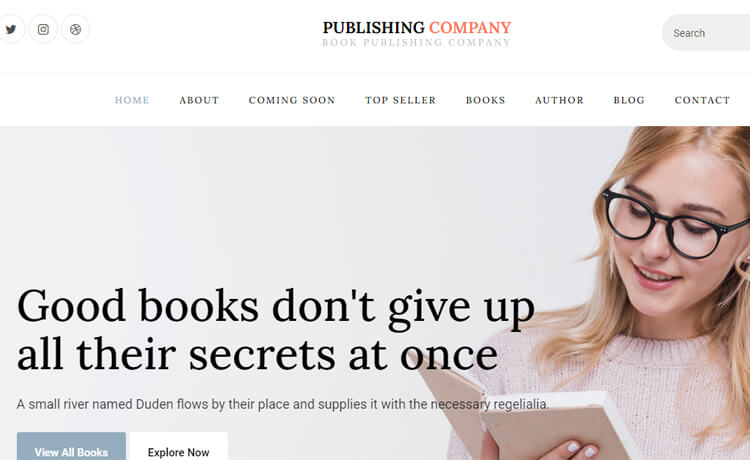 PUBLISHING COMPANY
BOOK PUBLISHING COMPANY
Search
HOME ABOUT COMING SOON TOP SELLER BOOKS AUTHOR BLOG CONTACT
Good books don't give up
all their secrets at once
A small river named Duden flows by their place and supplies it with the necessary regelialia.
View All Books Explore Now